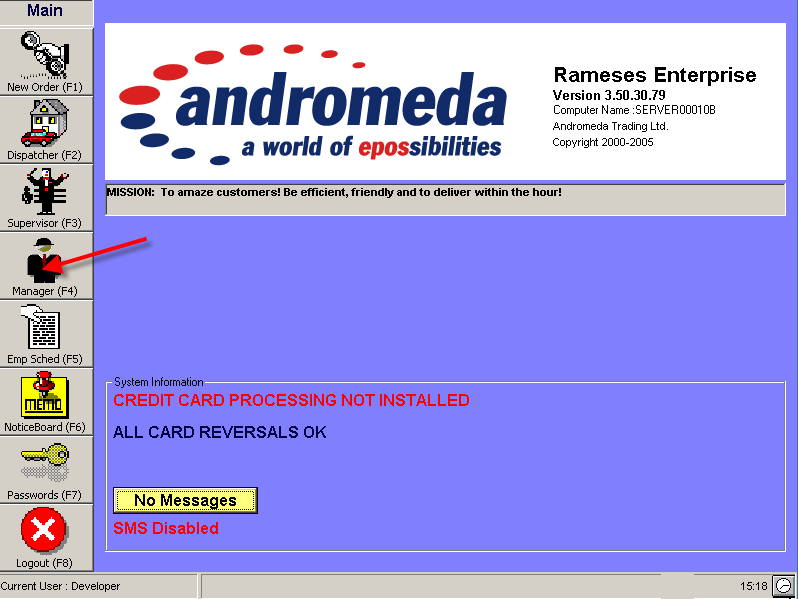 Main
New Order (F1)
Dispatcher (F2)
Supervisor (F3)
Manager (F4)
Emp Sched (F5)
MEMO
NoticeBoard (F6)
Passwords (F7)
Logout (F8)
andromeda
a world of epossibilities
Rameses Enterprise
Version 3.50.30.79
Computer Name :SERVER00010B
Andromeda Trading Ltd.
Copyright 2000-2005
MISSION: To amaze customers! Be efficient, friendly and to deliver within the hour!
System Information
CREDIT CARD PROCESSING NOT INSTALLED
ALL CARD REVERSALS OK
No Messages
SMS Disabled
Current User : Developer
15:18